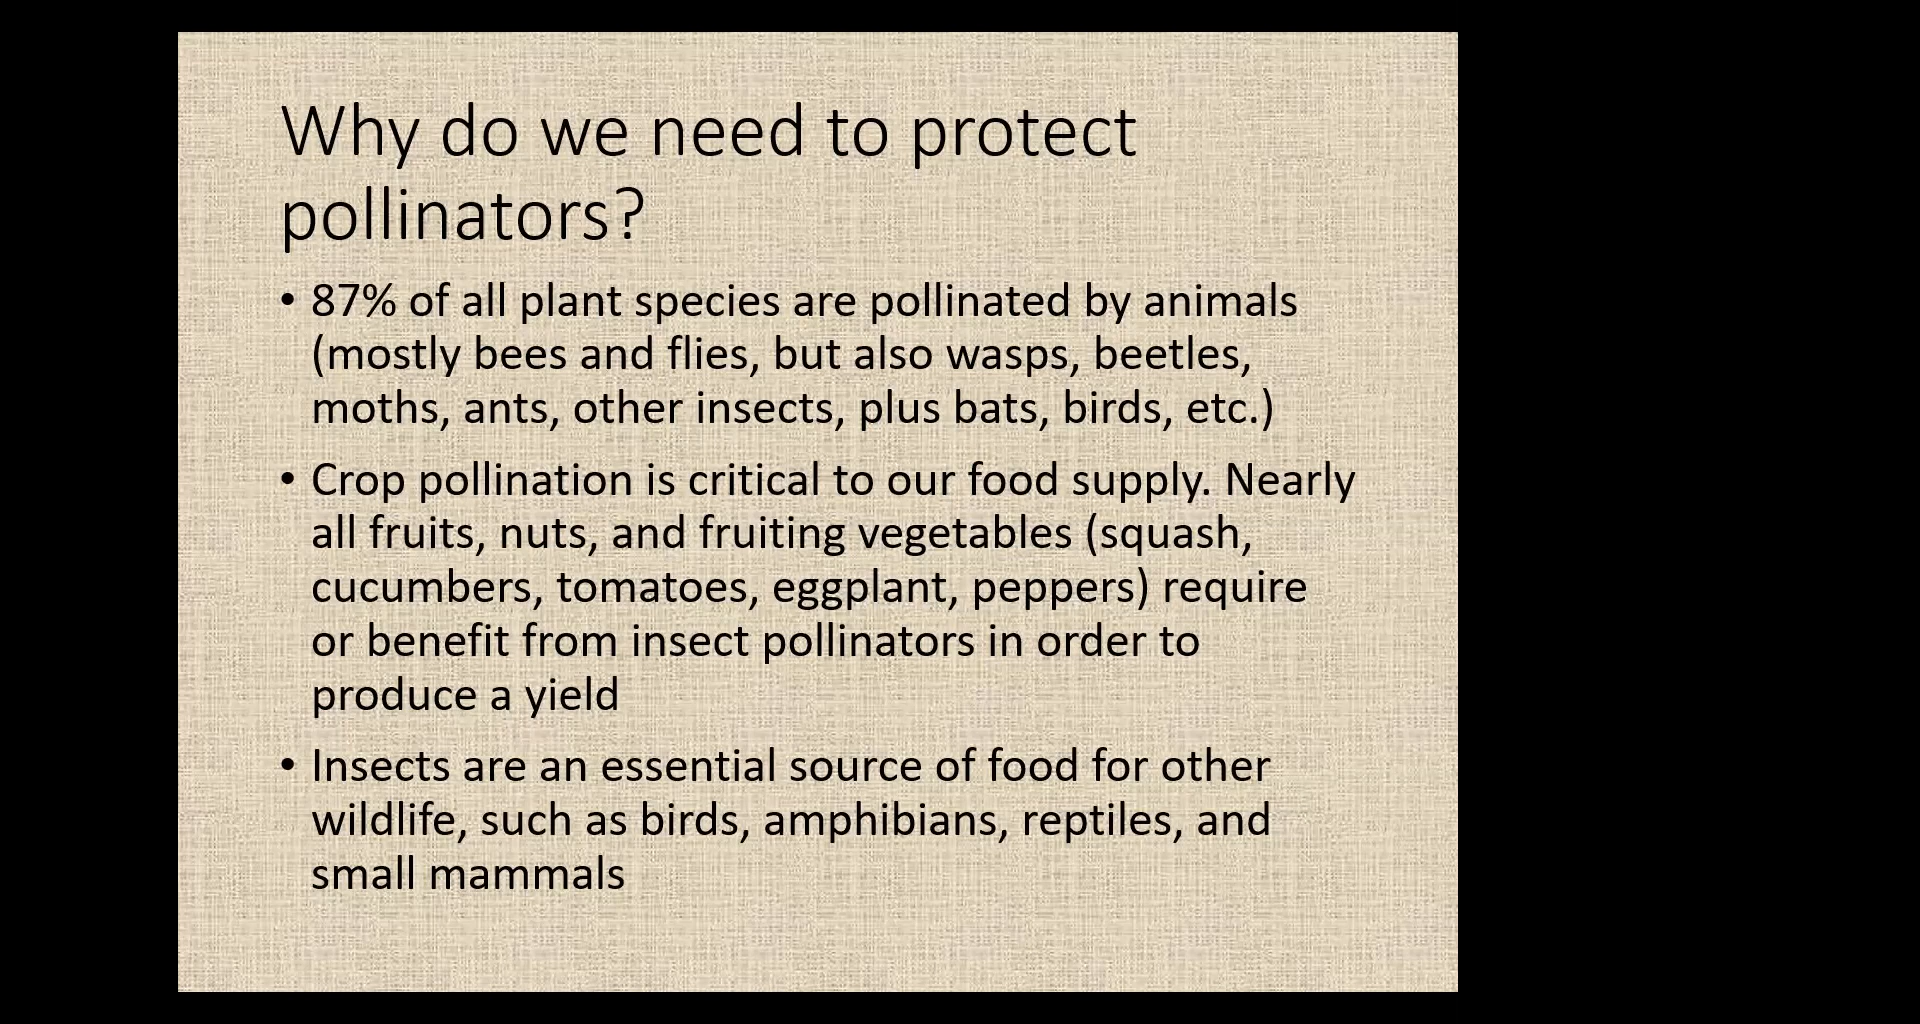 Why do we need to protect
pollinators?
• 87% of all plant species are pollinated by animals
(mostly bees and flies, but also wasps, beetles,
moths, ants, other insects, plus bats, birds, etc.)
• Crop pollination is critical to our food supply. Nearly
all fruits, nuts, and fruiting vegetables (squash,
cucumbers, tomatoes, eggplant, peppers) require
or benefit from insect pollinators in order to
produce a yield
• Insects are an essential source of food for other
wildlife, such as birds, amphibians, reptiles, and
small mammals